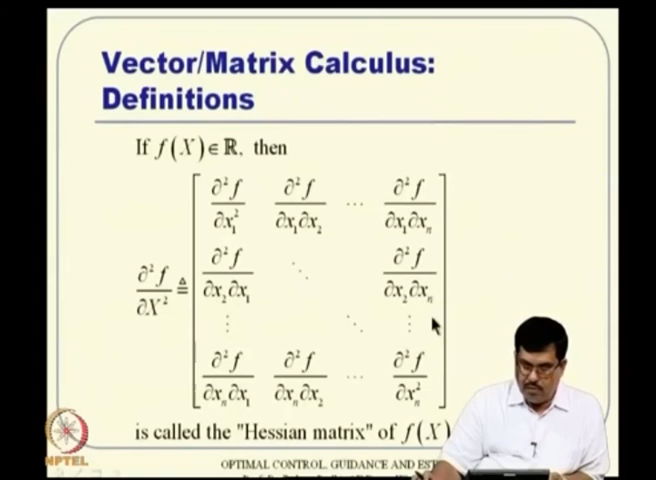 Vector/Matrix Calculus:
Definitions
If f(X) ∈ ℝ, then
∂²f/∂X² ≜ [ ∂²f/∂x₁² ∂²f/∂x₁∂x₂ ⋯ ∂²f/∂x₁∂xₙ
∂²f/∂x₂∂x₁ ⋱ ∂²f/∂x₂∂xₙ
⋮ ⋱ ⋮
∂²f/∂xₙ∂x₁ ∂²f/∂xₙ∂x₂ ⋯ ∂²f/∂xₙ² ]
is called the "Hessian matrix" of f(X)
NPTEL
OPTIMAL CONTROL, GUIDANCE AND EST